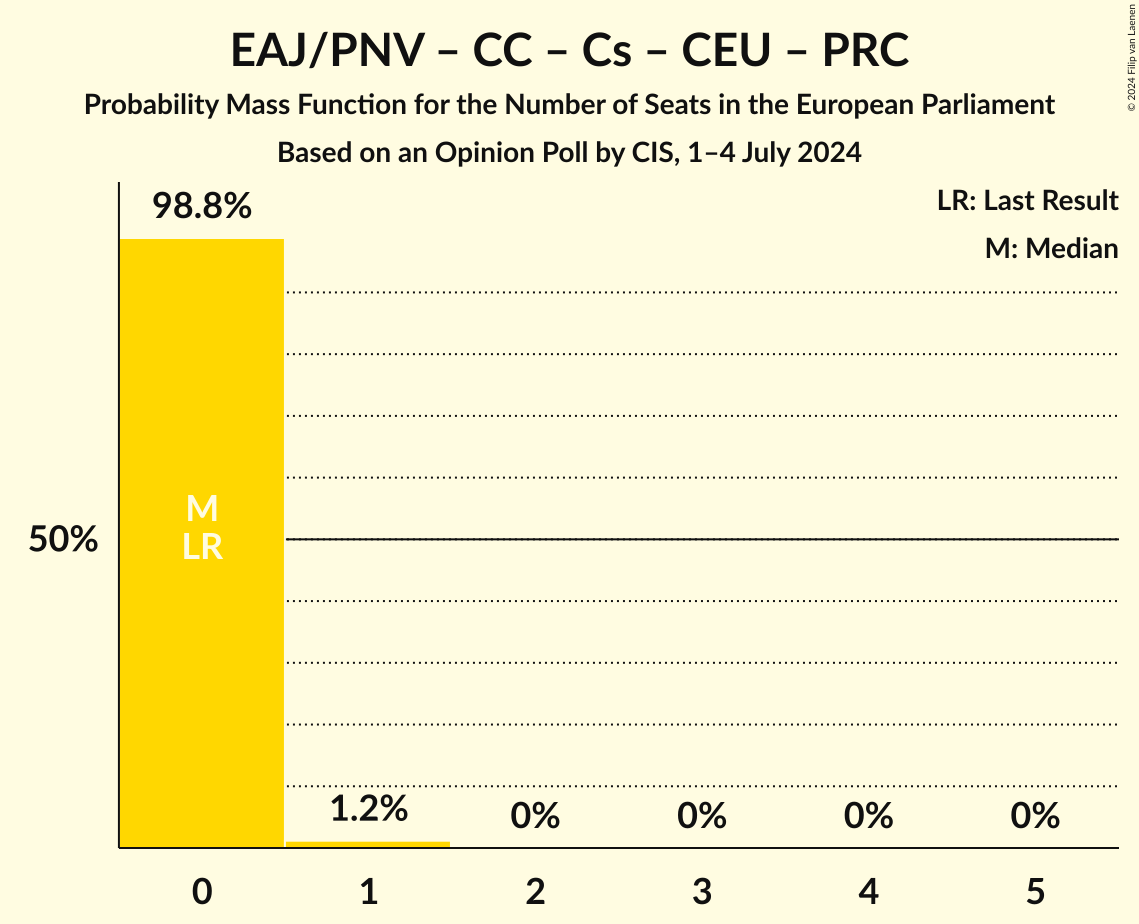 EAJ/PNV – CC – Cs – CEU – PRC
Probability Mass Function for the Number of Seats in the European Parliament
Based on an Opinion Poll by CIS, 1–4 July 2024
© 2024 Filip van Laenen
LR: Last Result
M: Median
98.8%
M
LR
50%
1.2%
0%
0%
0%
0%
0
1
2
3
4
5